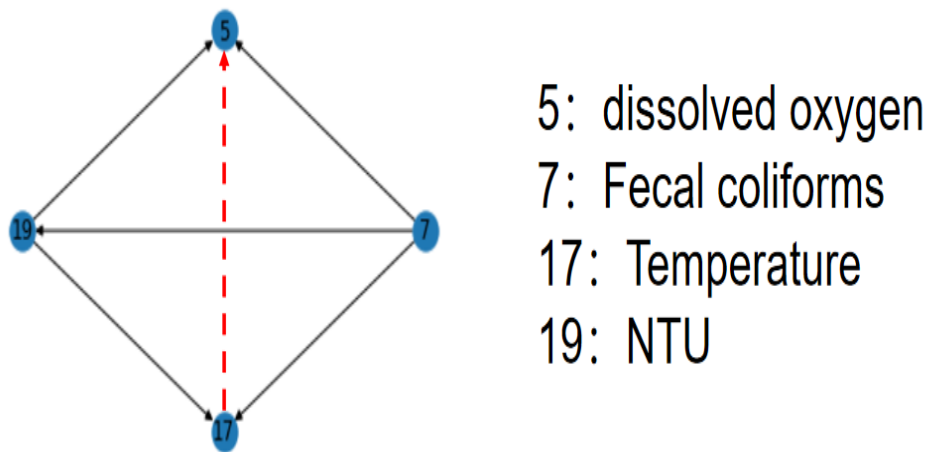 5
19
7
17
5: dissolved oxygen
7: Fecal coliforms
17: Temperature
19: NTU